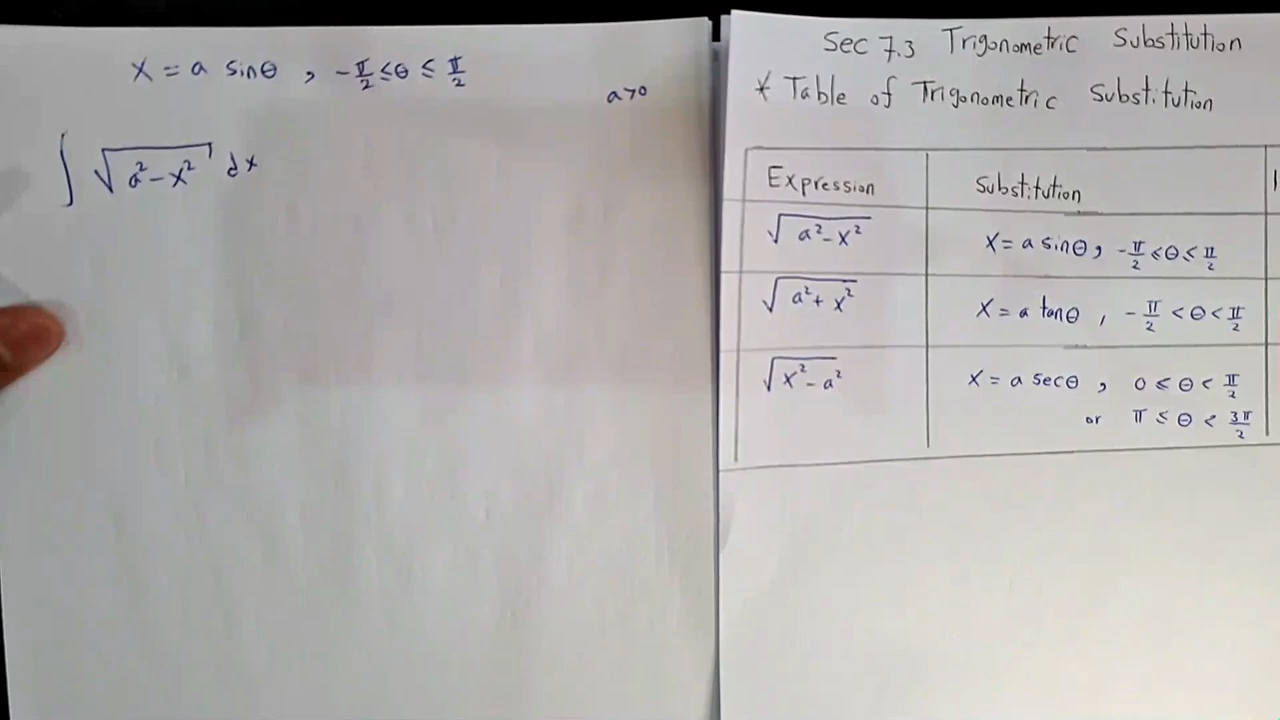 x = a sinθ , -π/2 ≤ θ ≤ π/2
a>0
∫ √(a²-x²) dx
Sec 7.3 Trigonometric Substitution
* Table of Trigonometric Substitution
Expression Substitution
√(a²-x²) x = a sinθ, -π/2 ≤ θ ≤ π/2
√(a²+x²) x = a tanθ , -π/2 < θ < π/2
√(x²-a²) x = a secθ , 0 ≤ θ < π/2
or π ≤ θ < 3π/2